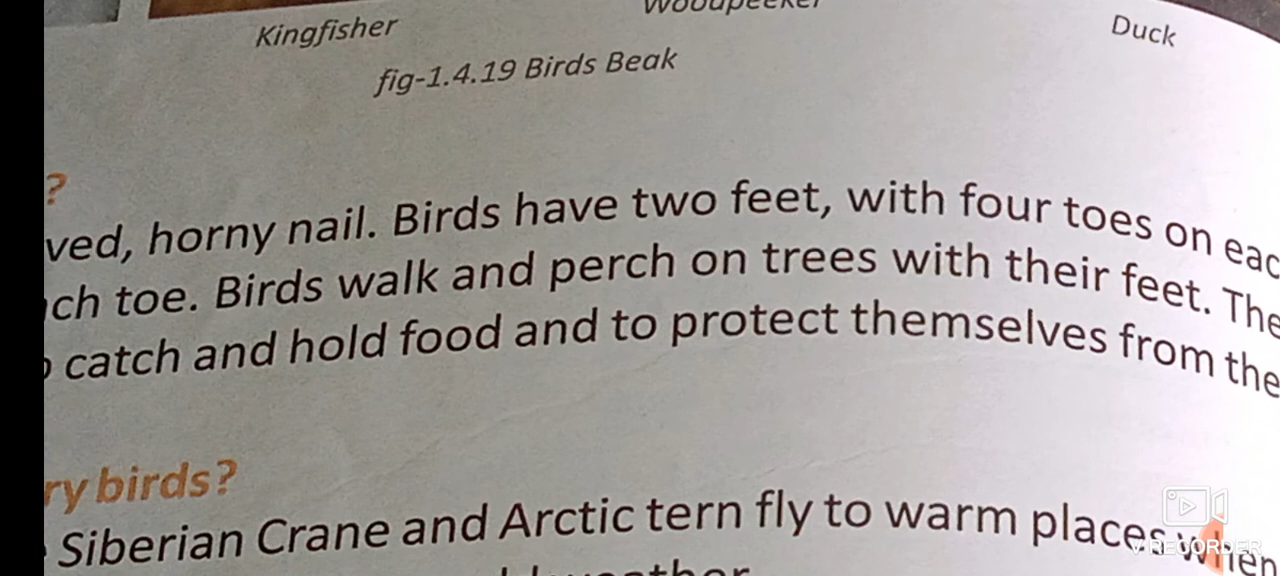 Kingfisher Woodpecker Duck
fig-1.4.19 Birds Beak
?
ved, horny nail. Birds have two feet, with four toes on eac
ch toe. Birds walk and perch on trees with their feet. The
catch and hold food and to protect themselves from the
ry birds?
Siberian Crane and Arctic tern fly to warm places when
V RECORDER